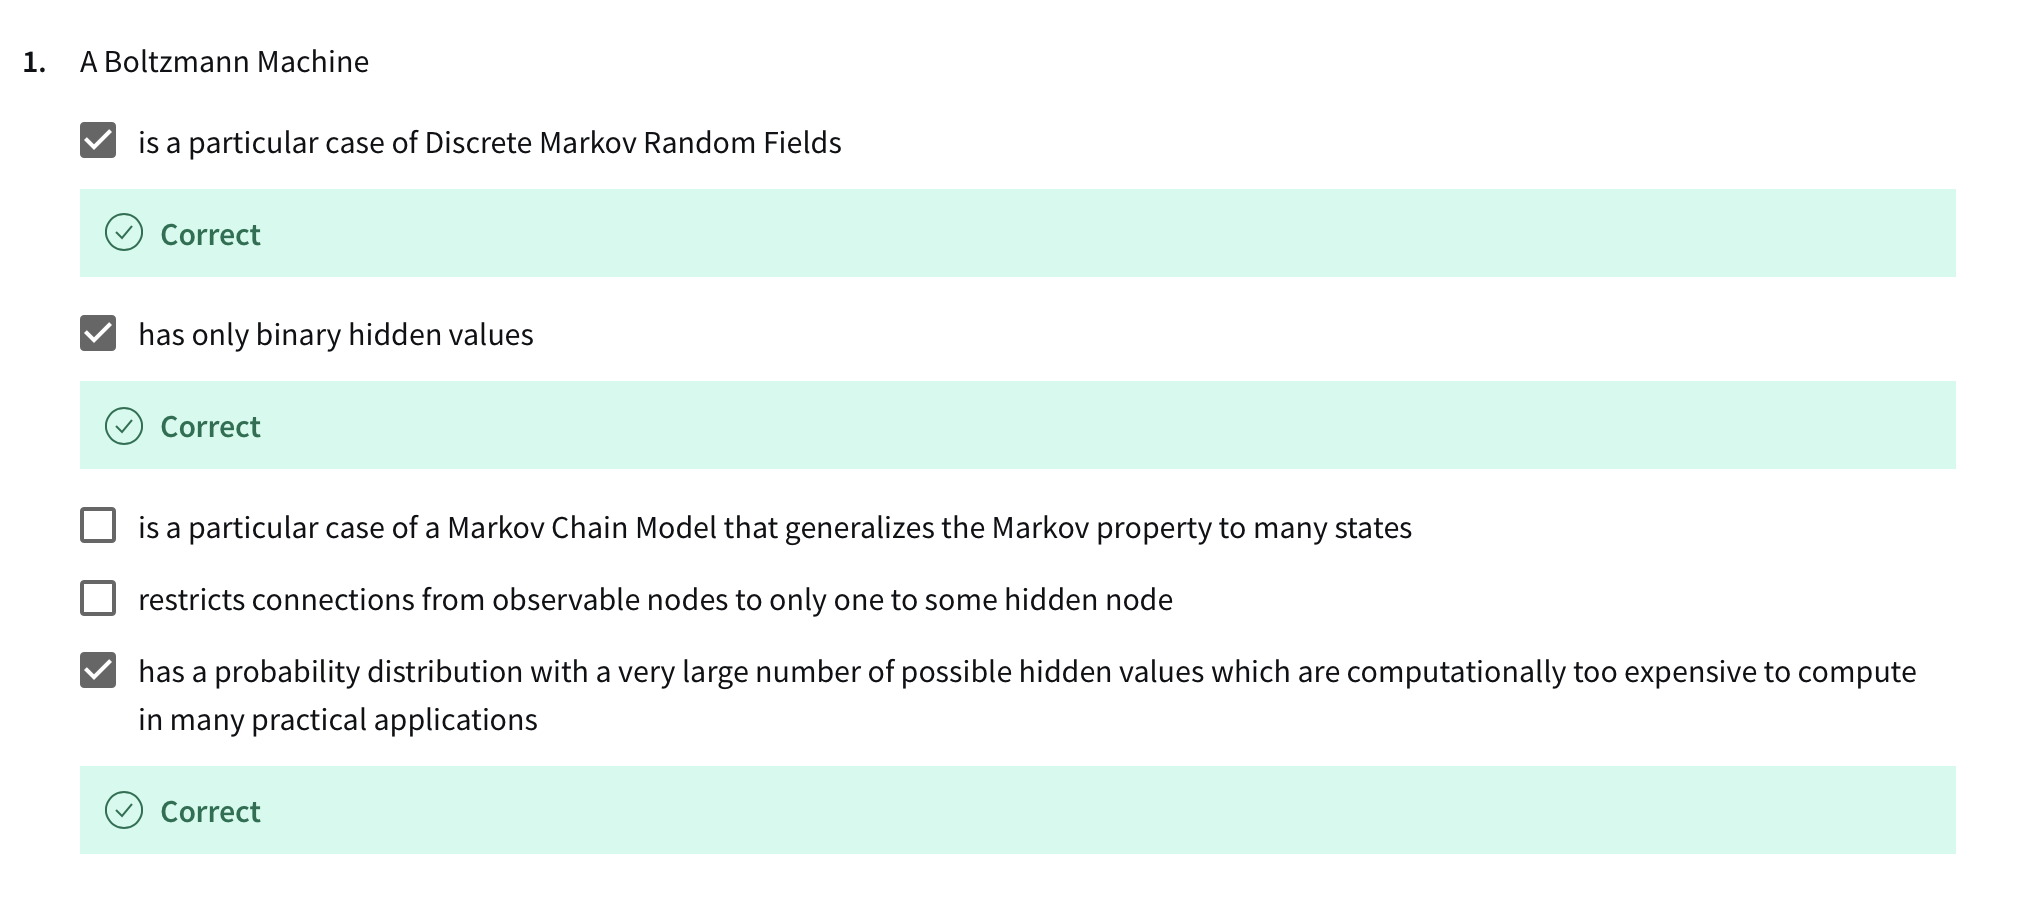 1. A Boltzmann Machine
is a particular case of Discrete Markov Random Fields
Correct
has only binary hidden values
Correct
is a particular case of a Markov Chain Model that generalizes the Markov property to many states
restricts connections from observable nodes to only one to some hidden node
has a probability distribution with a very large number of possible hidden values which are computationally too expensive to compute
in many practical applications
Correct